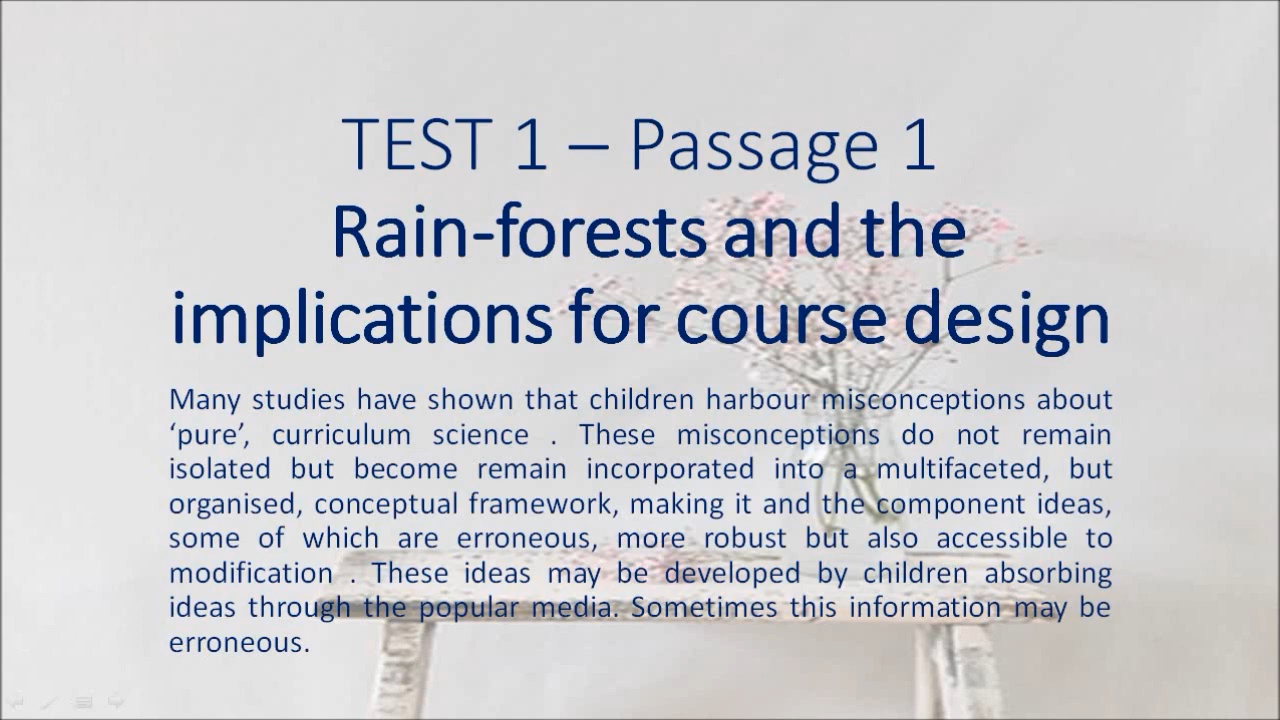 TEST 1 – Passage 1
Rain-forests and the
implications for course design
Many studies have shown that children harbour misconceptions about
‘pure’, curriculum science . These misconceptions do not remain
isolated but become remain incorporated into a multifaceted, but
organised, conceptual framework, making it and the component ideas,
some of which are erroneous, more robust but also accessible to
modification . These ideas may be developed by children absorbing
ideas through the popular media. Sometimes this information may be
erroneous.